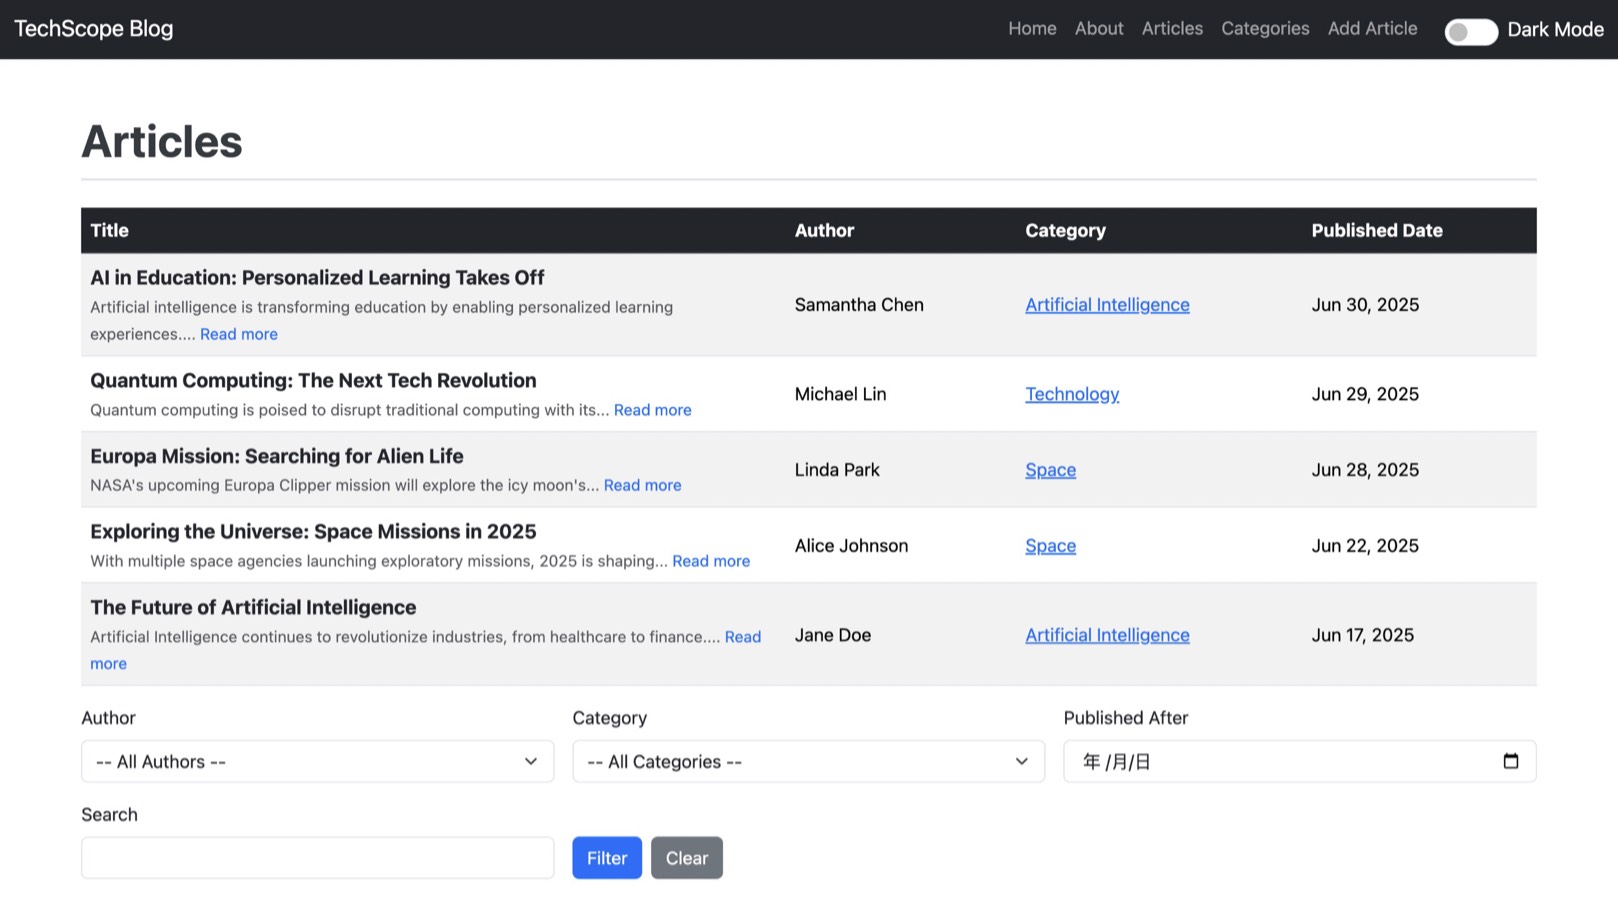 TechScope Blog
Home About Articles Categories Add Article Dark Mode
Articles
Title Author Category Published Date
AI in Education: Personalized Learning Takes Off
Artificial intelligence is transforming education by enabling personalized learning
experiences.... Read more
Samantha Chen
Artificial Intelligence
Jun 30, 2025
Quantum Computing: The Next Tech Revolution
Quantum computing is poised to disrupt traditional computing with its... Read more
Michael Lin
Technology
Jun 29, 2025
Europa Mission: Searching for Alien Life
NASA's upcoming Europa Clipper mission will explore the icy moon's... Read more
Linda Park
Space
Jun 28, 2025
Exploring the Universe: Space Missions in 2025
With multiple space agencies launching exploratory missions, 2025 is shaping... Read more
Alice Johnson
Space
Jun 22, 2025
The Future of Artificial Intelligence
Artificial Intelligence continues to revolutionize industries, from healthcare to finance.... Read
more
Jane Doe
Artificial Intelligence
Jun 17, 2025
Author
-- All Authors --
Category
-- All Categories --
Published After
年 /月/日
Search
Filter Clear